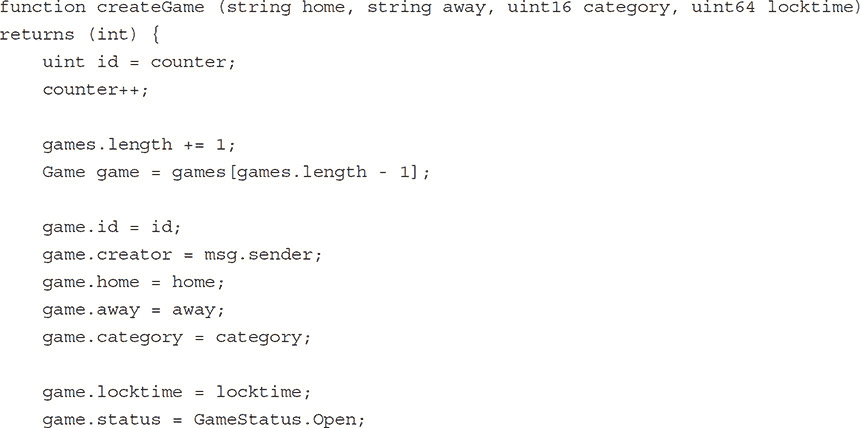 function createGame (string home, string away, uint16 category, uint64 locktime)
returns (int) {
    uint id = counter;
    counter++;

    games.length += 1;
    Game game = games[games.length - 1];

    game.id = id;
    game.creator = msg.sender;
    game.home = home;
    game.away = away;
    game.category = category;

    game.locktime = locktime;
    game.status = GameStatus.Open;